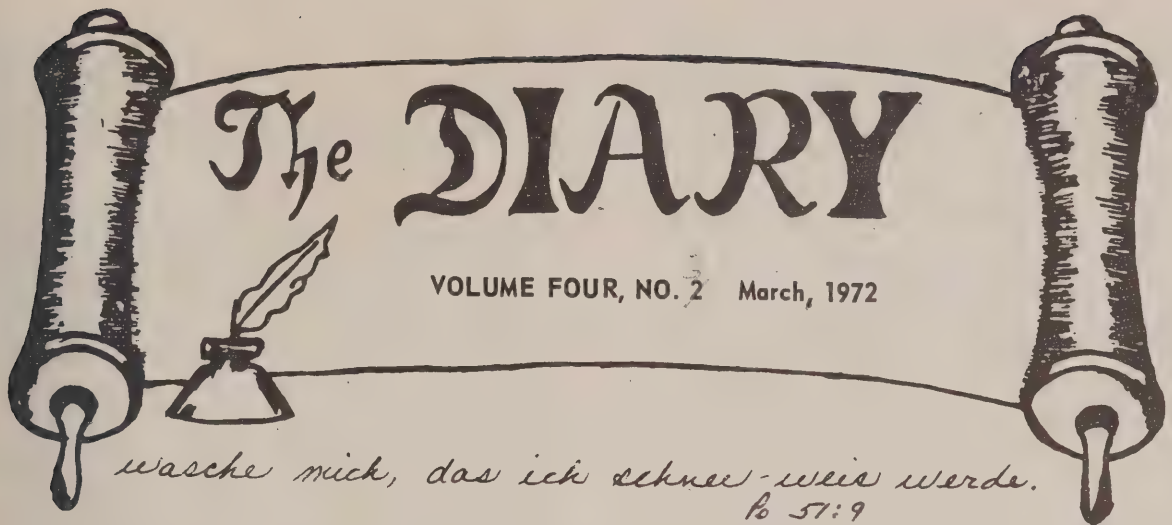 The DIARY
VOLUME FOUR, NO. 2 March, 1972
wasche mich, das ich schnee-weis werde.
Ps 51:9